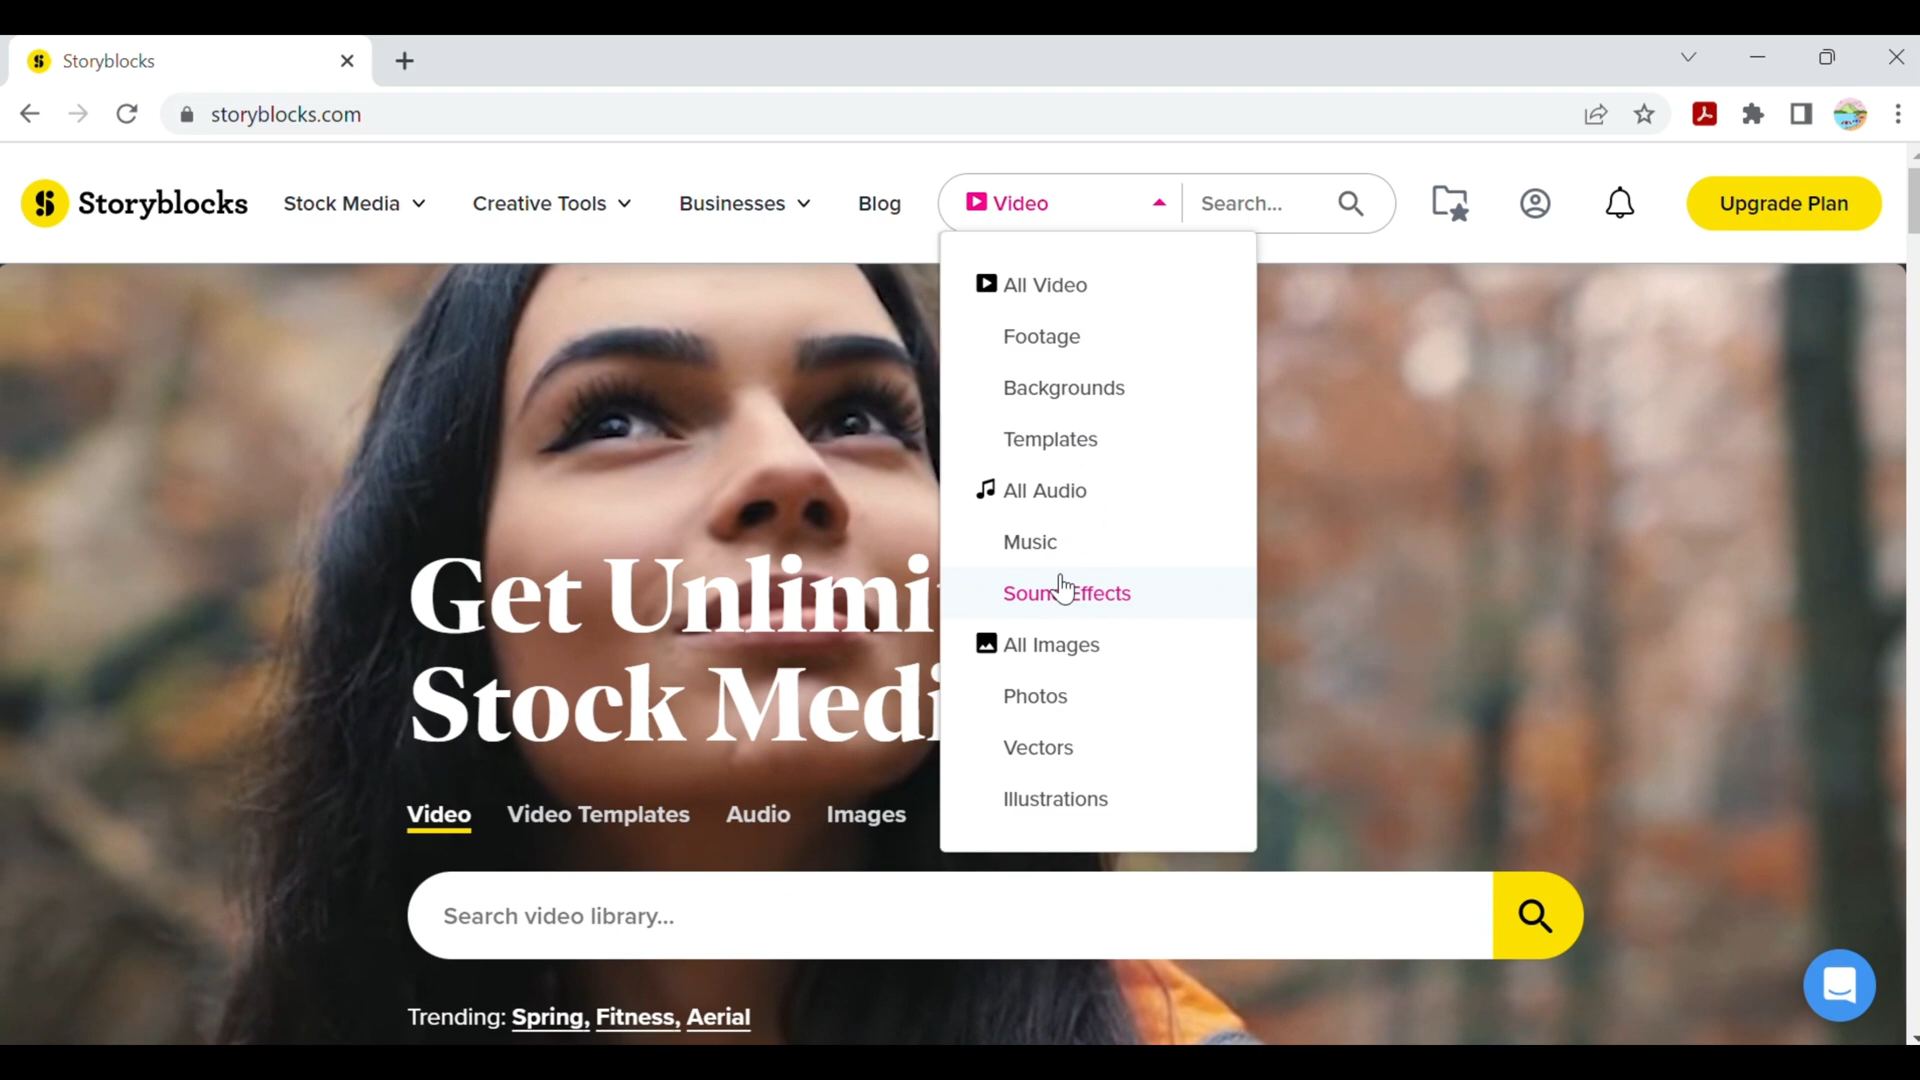 Storyblocks
storyblocks.com
Storyblocks Stock Media Creative Tools Businesses Blog Video Search... Upgrade Plan
All Video
Footage
Backgrounds
Templates
All Audio
Music
Sound Effects
All Images
Photos
Vectors
Illustrations
Get Unlimi
Stock Medi
Video Video Templates Audio Images
Search video library...
Trending: Spring, Fitness, Aerial